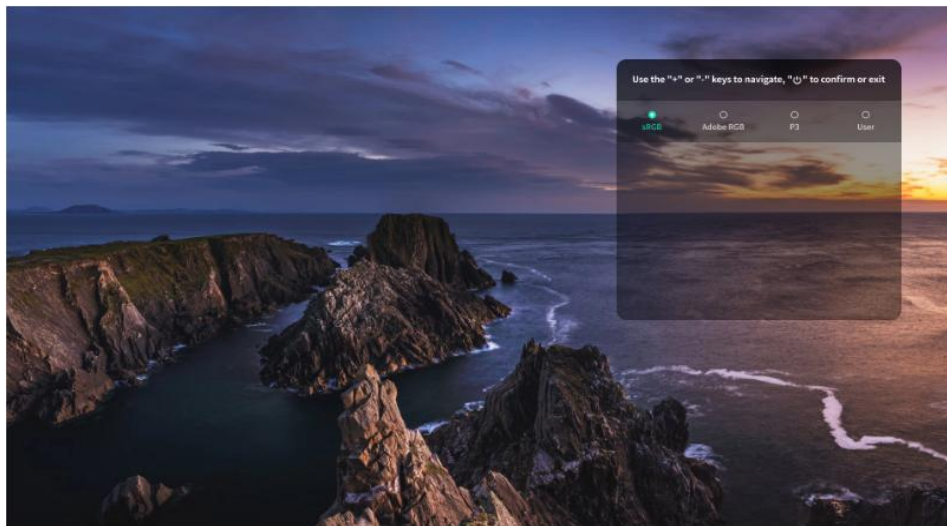 Use the "+" or "-" keys to navigate, "⏻" to confirm or exit
sRGB Adobe RGB P3 User